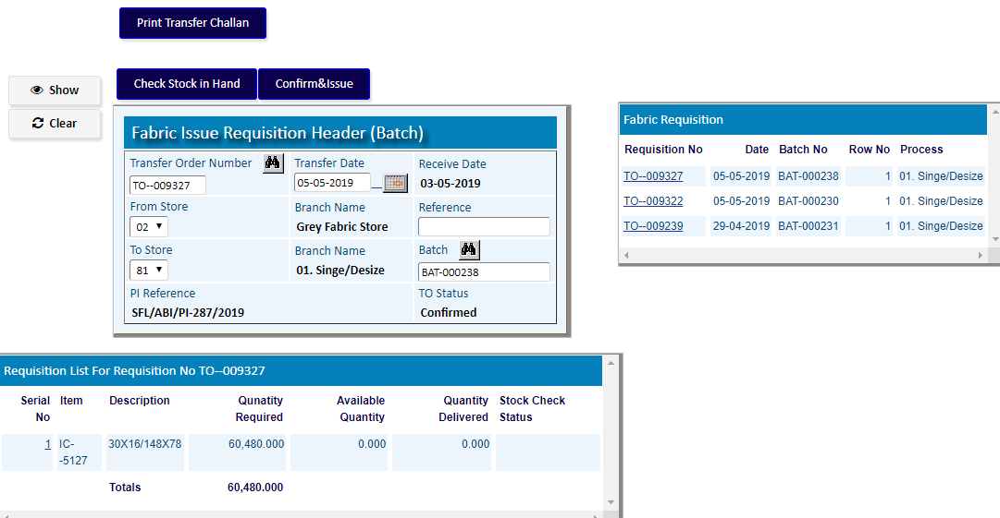 Print Transfer Challan
Show
Check Stock in Hand
Confirm&Issue
Clear
Fabric Issue Requisition Header (Batch)
Transfer Order Number
Transfer Date
Receive Date
TO--009327
05-05-2019
03-05-2019
From Store
Branch Name
Reference
02
Grey Fabric Store
To Store
Branch Name
Batch
81
01. Singe/Desize
BAT-000238
PI Reference
TO Status
SFL/ABI/PI-287/2019
Confirmed
Fabric Requisition
Requisition No Date Batch No Row No Process
TO--009327 05-05-2019 BAT-000238 1 01. Singe/Desize
TO--009322 05-05-2019 BAT-000230 1 01. Singe/Desize
TO--009239 29-04-2019 BAT-000231 1 01. Singe/Desize
Requisition List For Requisition No TO--009327
Serial Item Description Qunatity Available Quantity Stock Check
No Required Quantity Delivered Status
1 IC- 30X16/148X78 60,480.000 0.000 0.000
-5127
Totals 60,480.000